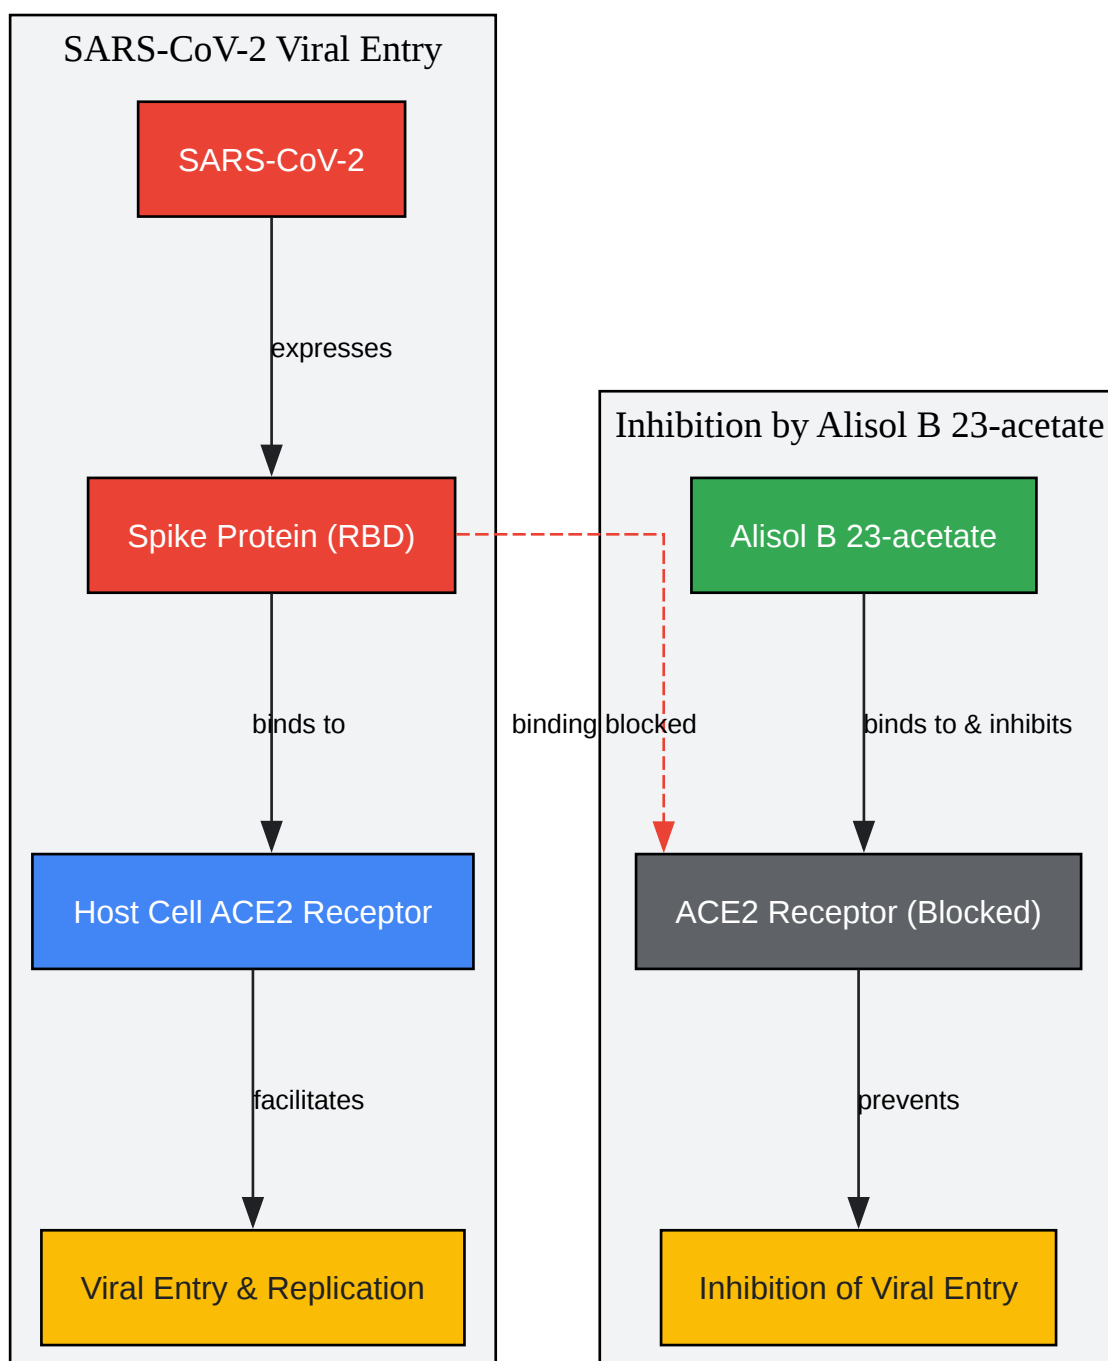 SARS-CoV-2 Viral Entry
SARS-CoV-2
expresses
Spike Protein (RBD)
binds to
Host Cell ACE2 Receptor
facilitates
Viral Entry & Replication
binding blocked
Inhibition by Alisol B 23-acetate
Alisol B 23-acetate
binds to & inhibits
ACE2 Receptor (Blocked)
prevents
Inhibition of Viral Entry